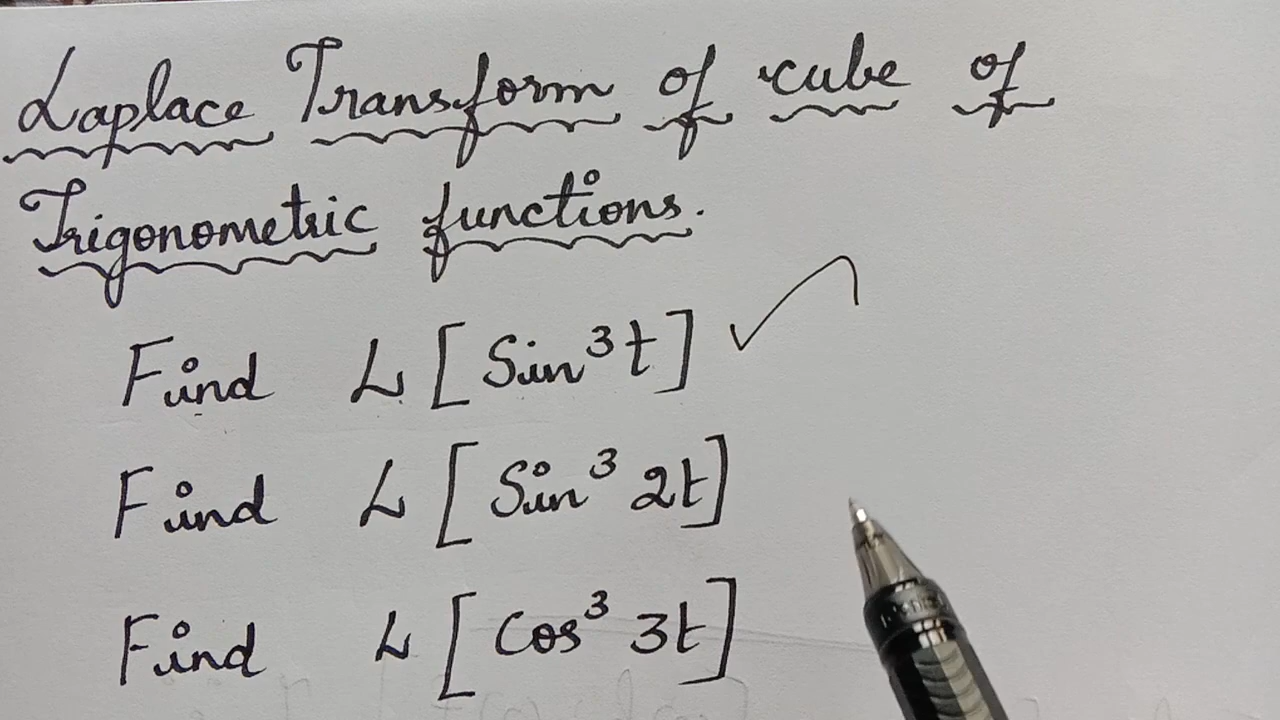 Laplace Transform of cube of
Trigonometric functions.
Find L [Sin³t]
Find L [Sin³ 2t]
Find L [Cos³ 3t]